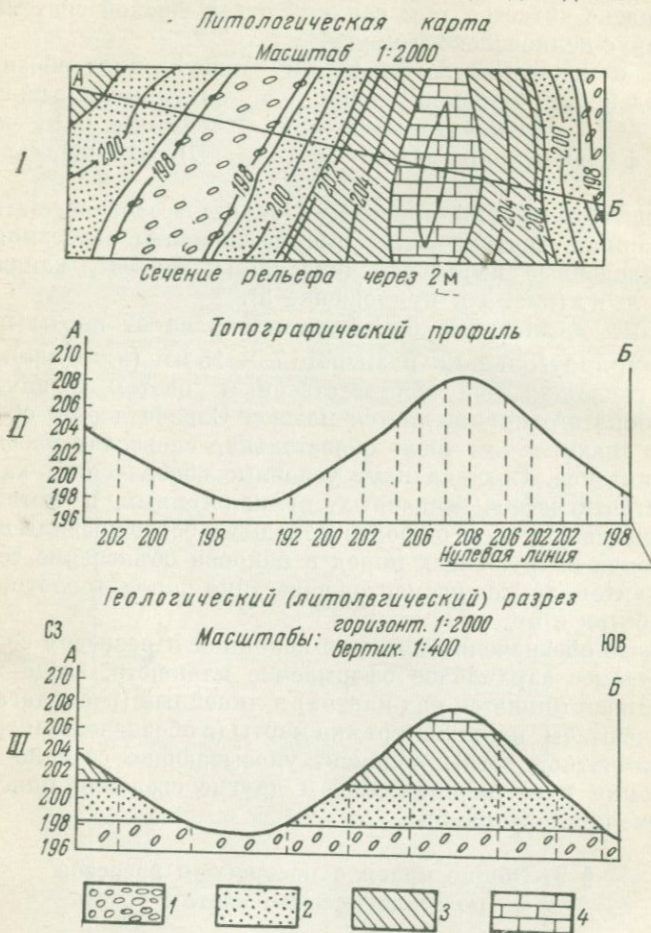 Литологическая карта
Масштаб 1:2000
I
А
200
198
198
200
202
204
204
202
200
198
Б
Сечение рельефа через 2 м
Топографический профиль
II
А
Б
210
208
206
204
202
200
198
196
202 200 198 192 200 202 206 208 206 202 202 198
Нулевая линия
Геологический (литологический) разрез
Масштабы: горизонт. 1:2000
вертик. 1:400
СЗ
ЮВ
III
А
Б
210
208
206
204
202
200
198
196
1 2 3 4